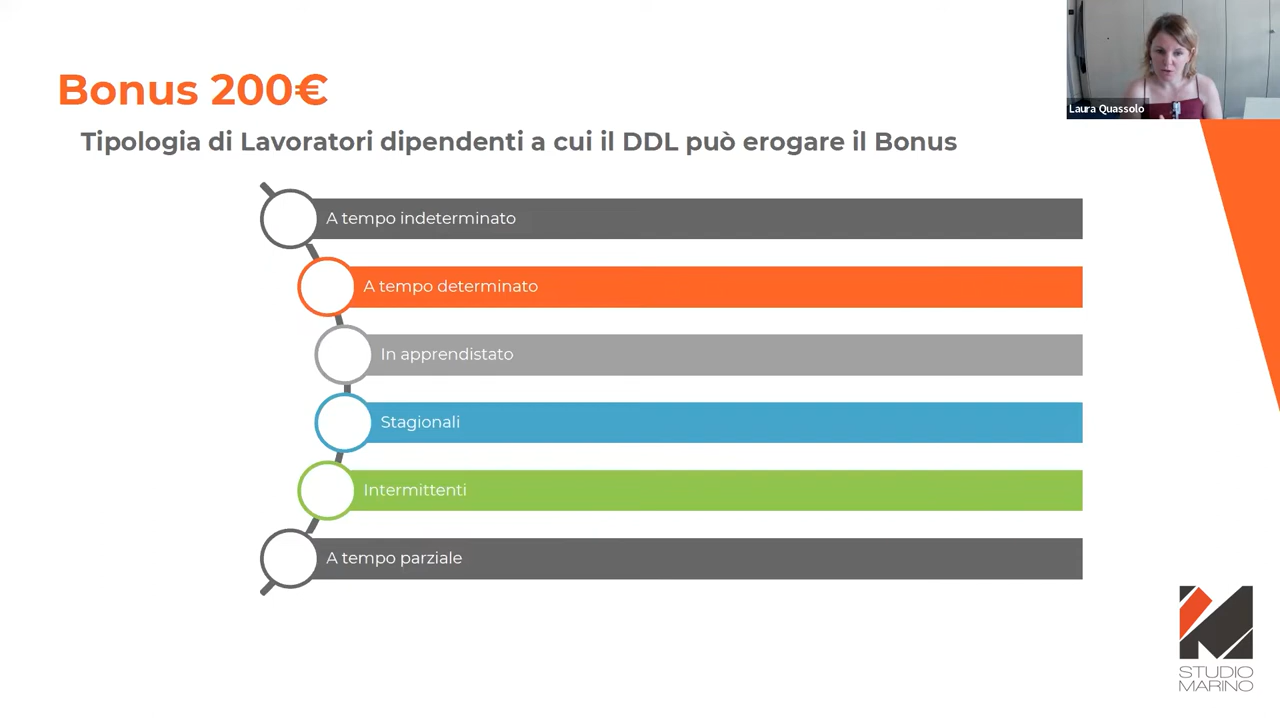 Bonus 200€
Laura Quassolo
Tipologia di Lavoratori dipendenti a cui il DDL può erogare il Bonus
A tempo indeterminato
A tempo determinato
In apprendistato
Stagionali
Intermittenti
A tempo parziale
STUDIO
MARINO